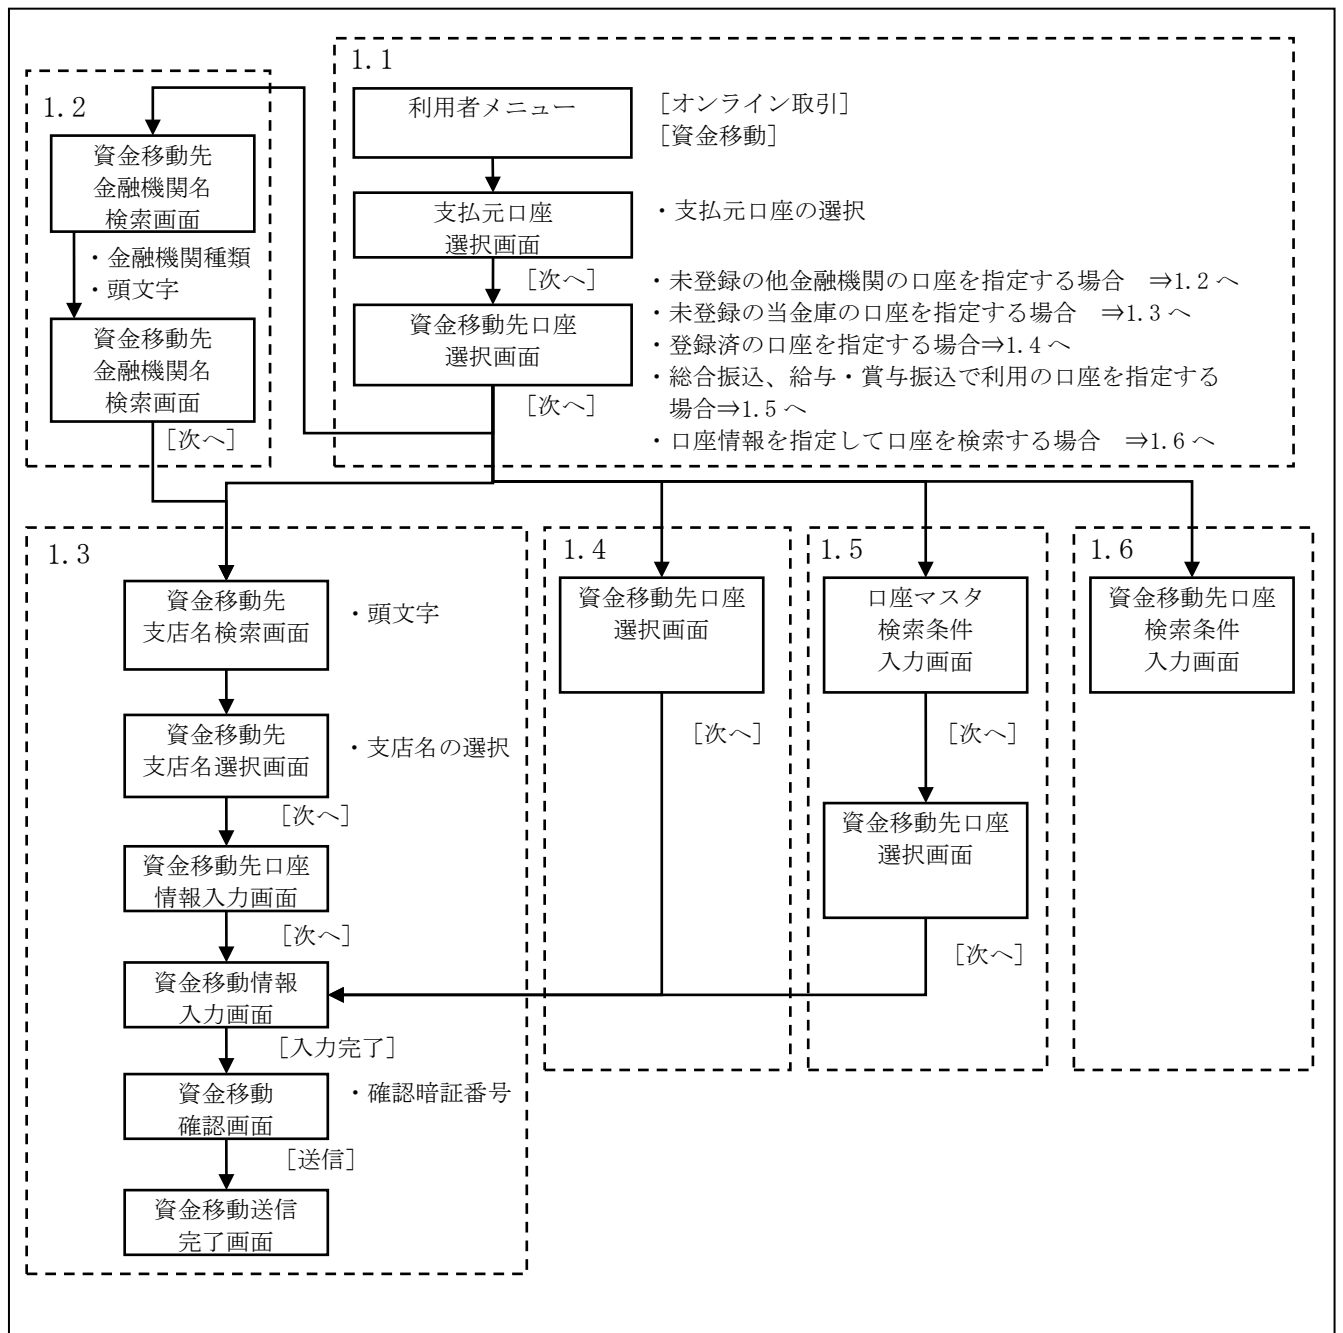 1.1
利用者メニュー
[オンライン取引]
[資金移動]
支払元口座
選択画面
・支払元口座の選択
[次へ]
資金移動先口座
選択画面
[次へ]
・未登録の他金融機関の口座を指定する場合　⇒1.2へ
・未登録の当金庫の口座を指定する場合　⇒1.3へ
・登録済の口座を指定する場合⇒1.4へ
・総合振込、給与・賞与振込で利用の口座を指定する
場合⇒1.5へ
・口座情報を指定して口座を検索する場合　⇒1.6へ
1.2
資金移動先
金融機関名
検索画面
・金融機関種類
・頭文字
資金移動先
金融機関名
検索画面
[次へ]
1.3
資金移動先
支店名検索画面
・頭文字
資金移動先
支店名選択画面
・支店名の選択
[次へ]
資金移動先口座
情報入力画面
[次へ]
資金移動情報
入力画面
[入力完了]
資金移動
確認画面
・確認暗証番号
[送信]
資金移動送信
完了画面
1.4
資金移動先口座
選択画面
[次へ]
1.5
口座マスタ
検索条件
入力画面
[次へ]
資金移動先口座
選択画面
[次へ]
1.6
資金移動先口座
検索条件
入力画面